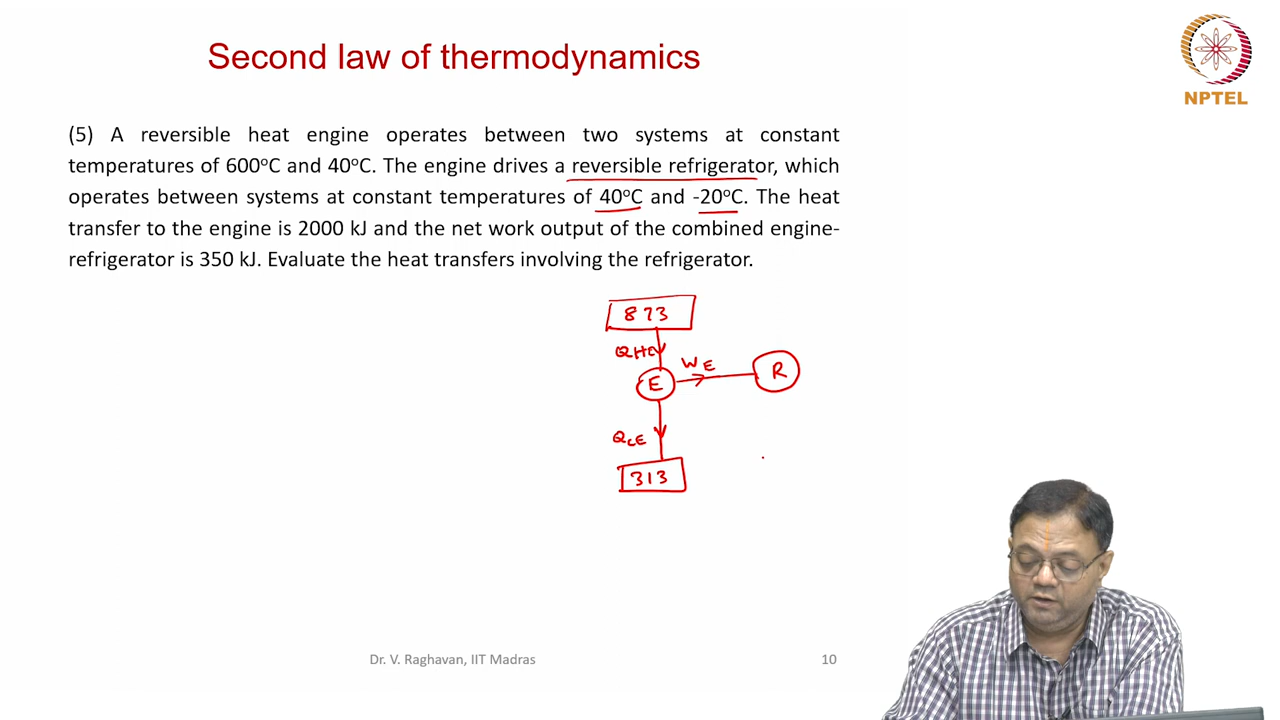 Second law of thermodynamics
NPTEL
(5) A reversible heat engine operates between two systems at constant
temperatures of 600°C and 40°C. The engine drives a reversible refrigerator, which
operates between systems at constant temperatures of 40°C and -20°C. The heat
transfer to the engine is 2000 kJ and the net work output of the combined engine-
refrigerator is 350 kJ. Evaluate the heat transfers involving the refrigerator.
873
QHE
WE
E
R
QCE
313
Dr. V. Raghavan, IIT Madras
10